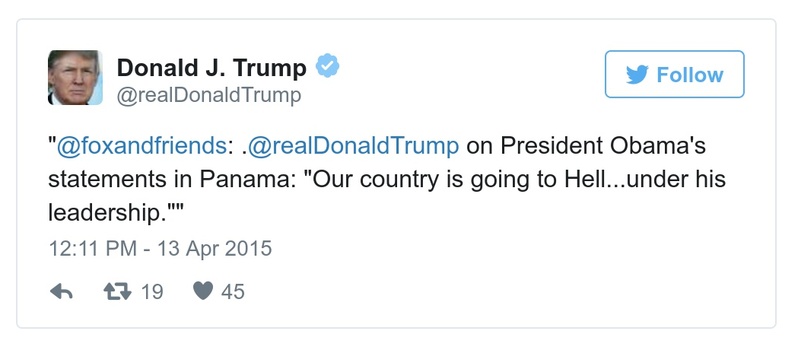 Donald J. Trump
@realDonaldTrump
Follow
"@foxandfriends: .@realDonaldTrump on President Obama's
statements in Panama: "Our country is going to Hell...under his
leadership.""
12:11 PM - 13 Apr 2015
19 45